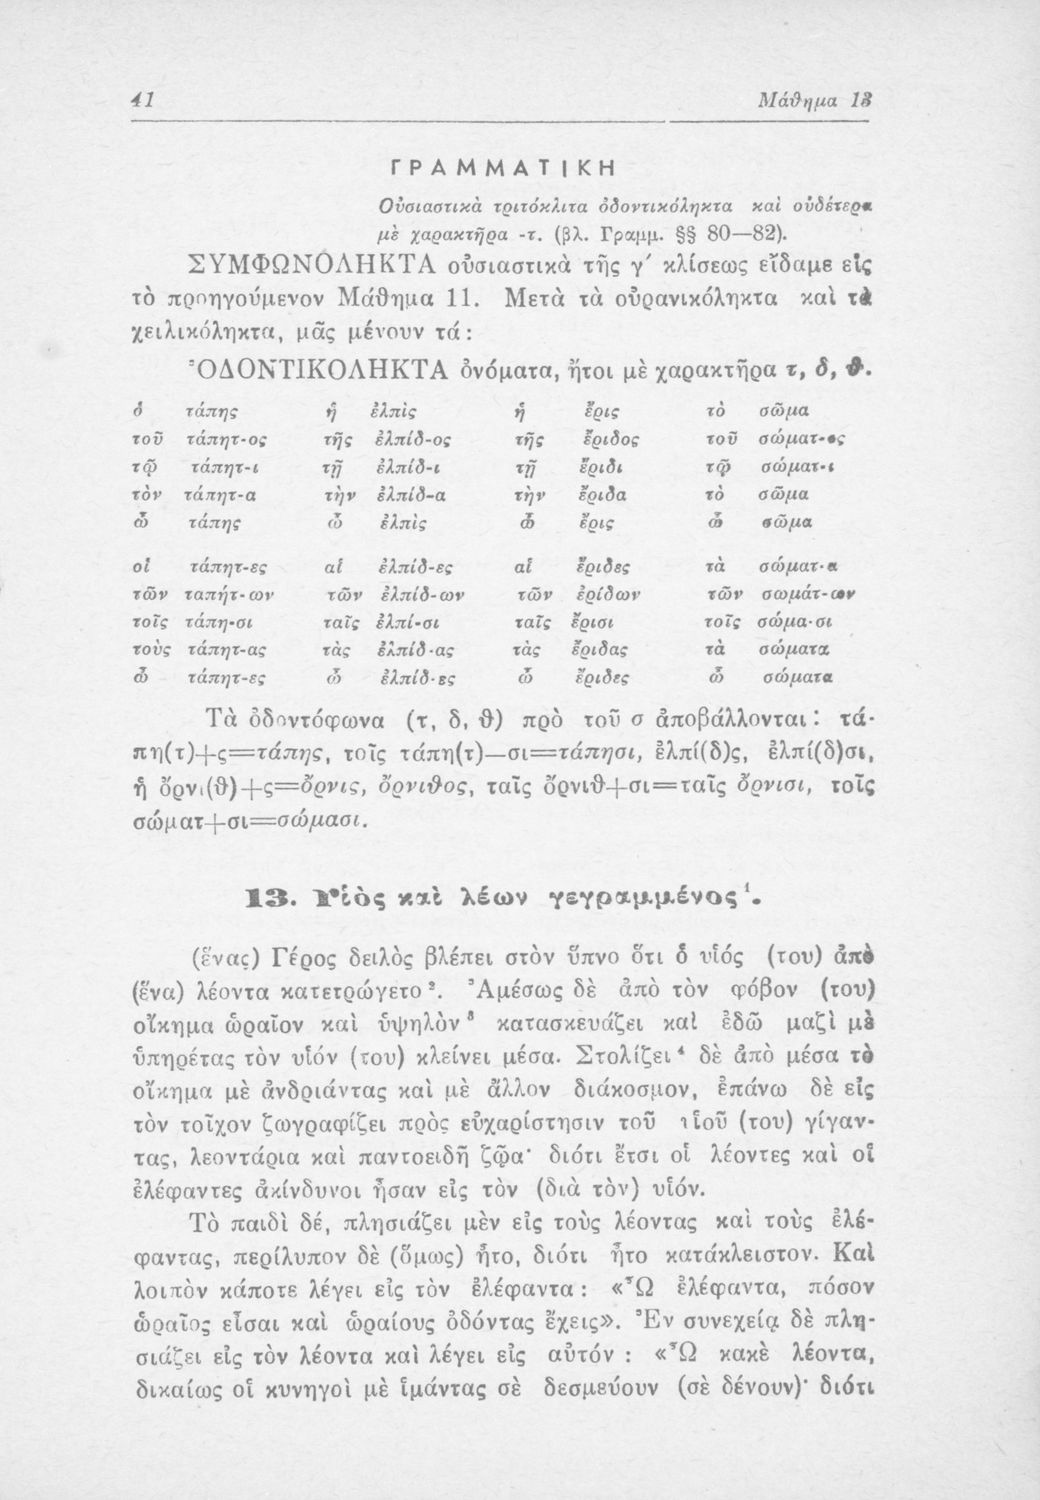 41 Μάθημα 13
ΓΡΑΜΜΑΤΙΚΗ
Οὐσιαστικὰ τριτόκλιτα ὀδοντικόληκτα καὶ οὐδέτερα
μὲ χαρακτῆρα -τ. (βλ. Γραμμ. §§ 80—82).
ΣΥΜΦΩΝΟΛΗΚΤΑ οὐσιαστικὰ τῆς γ′ κλίσεως εἴδαμε εἰς
τὸ προηγούμενον Μάθημα 11. Μετὰ τὰ οὐρανικόληκτα καὶ τὰ
χειλικόληκτα, μᾶς μένουν τά :
Ὀ͂ΔΟΝΤΙΚΟΛΗΚΤΑ ὀνόματα, ἤτοι μὲ χαρακτῆρα τ, δ, θ.
ὁ τάπης ἡ ἐλπὶς ἡ ἔρις τὸ σῶμα
τοῦ τάπητ-ος τῆς ἐλπίδ-ος τῆς ἔριδος τοῦ σώματ-ος
τῷ τάπητ-ι τῇ ἐλπίδ-ι τῇ ἔριδι τῷ σώματ-ι
τὸν τάπητ-α τὴν ἐλπίδ-α τὴν ἔριδα τὸ σῶμα
ὦ τάπης ὦ ἐλπὶς ὦ ἔρις ὦ σῶμα
οἱ τάπητ-ες αἱ ἐλπίδ-ες αἱ ἔριδες τὰ σώματ-α
τῶν ταπήτ-ων τῶν ἐλπίδ-ων τῶν ἐρίδων τῶν σωμάτ-ων
τοῖς τάπη-σι ταῖς ἐλπί-σι ταῖς ἔρισι τοῖς σώμα-σι
τοὺς τάπητ-ας τὰς ἐλπίδ-ας τὰς ἔριδας τὰ σώματα
ὦ τάπητ-ες ὦ ἐλπίδ-ες ὦ ἔριδες ὦ σώματα
Τὰ ὀδοντόφωνα (τ, δ, θ) πρὸ τοῦ σ ἀποβάλλονται : τά-
πη(τ)+ς=τάπης, τοῖς τάπη(τ)—σι=τάπησι, ἐλπί(δ)ς, ἐλπί(δ)σι,
ἡ ὄρνι(θ)+ς=ὄρνις, ὄρνιθος, ταῖς ὄρνιθ+σι=ταῖς ὄρνισι, τοῖς
σώματ+σι=σώμασι.
13. Υἱὸς καὶ λέων γεγραμμένος¹.
(ἕνας) Γέρος δειλὸς βλέπει στὸν ὕπνο ὅτι ὁ υἱός (του) ἀπὸ
(ἕνα) λέοντα κατετρώγετο². Ἀμέσως δὲ ἀπὸ τὸν φόβον (του)
οἴκημα ὡραῖον καὶ ὑψηλὸν³ κατασκευάζει καὶ ἐδῶ μαζὶ μὲ
ὑπηρέτας τὸν υἱόν (του) κλείνει μέσα. Στολίζει⁴ δὲ ἀπὸ μέσα τὸ
οἴκημα μὲ ἀνδριάντας καὶ μὲ ἄλλον διάκοσμον, ἐπάνω δὲ εἰς
τὸν τοῖχον ζωγραφίζει πρὸς εὐχαρίστησιν τοῦ υἱοῦ (του) γίγαν-
τας, λεοντάρια καὶ παντοειδῆ ζῷα· διότι ἔτσι οἱ λέοντες καὶ οἱ
ἐλέφαντες ἀκίνδυνοι ἦσαν εἰς τὸν (διὰ τὸν) υἱόν.
Τὸ παιδὶ δέ, πλησιάζει μὲν εἰς τοὺς λέοντας καὶ τοὺς ἐλέ-
φαντας, περίλυπον δὲ (ὅμως) ἦτο, διότι ἦτο κατάκλειστον. Καὶ
λοιπὸν κάποτε λέγει εἰς τὸν ἐλέφαντα : «Ὦ ἐλέφαντα, πόσον
ὡραῖος εἶσαι καὶ ὡραίους ὀδόντας ἔχεις». Ἐν συνεχείᾳ δὲ πλη-
σιάζει εἰς τὸν λέοντα καὶ λέγει εἰς αὐτόν : «Ὦ κακὲ λέοντα,
δικαίως οἱ κυνηγοὶ μὲ ἱμάντας σὲ δεσμεύουν (σὲ δένουν)· διότι